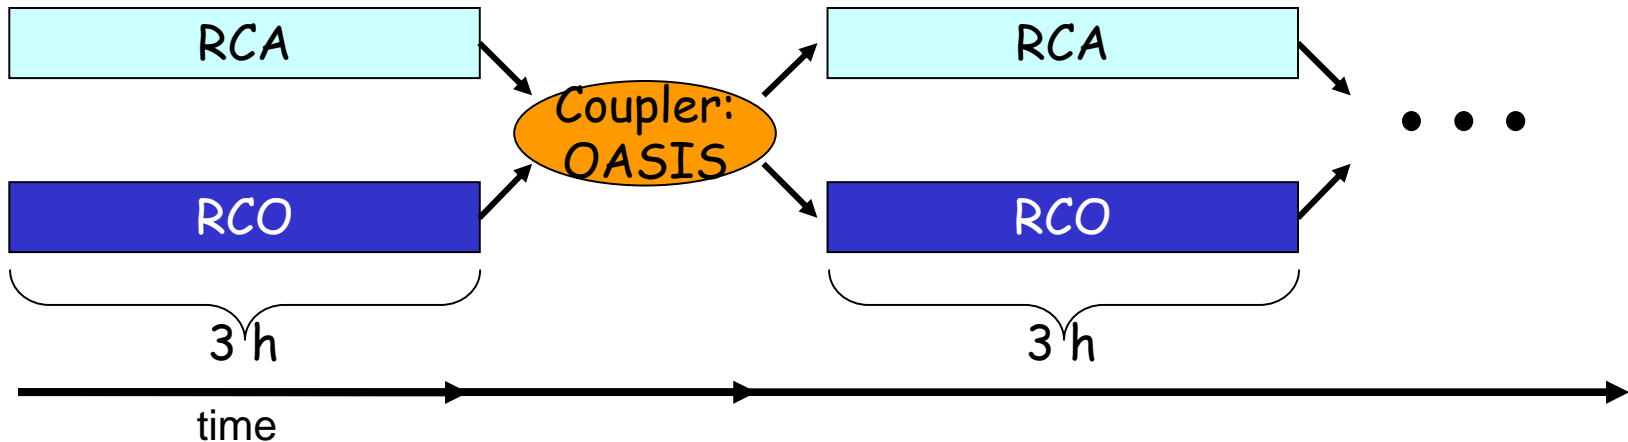 RCA
RCA
Coupler:
OASIS
RCO
RCO
3 h
3 h
time